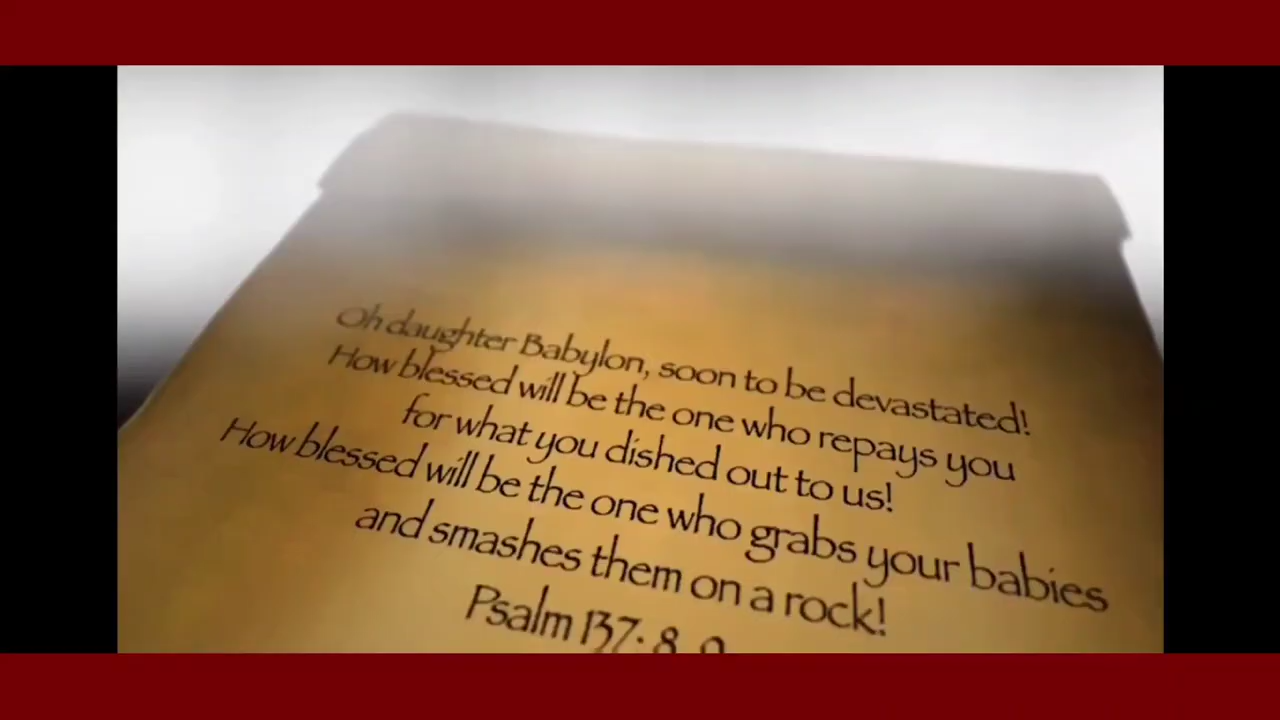 Oh daughter Babylon, soon to be devastated!
How blessed will be the one who repays you
for what you dished out to us!
How blessed will be the one who grabs your babies
and smashes them on a rock!
Psalm 137: 8, 9